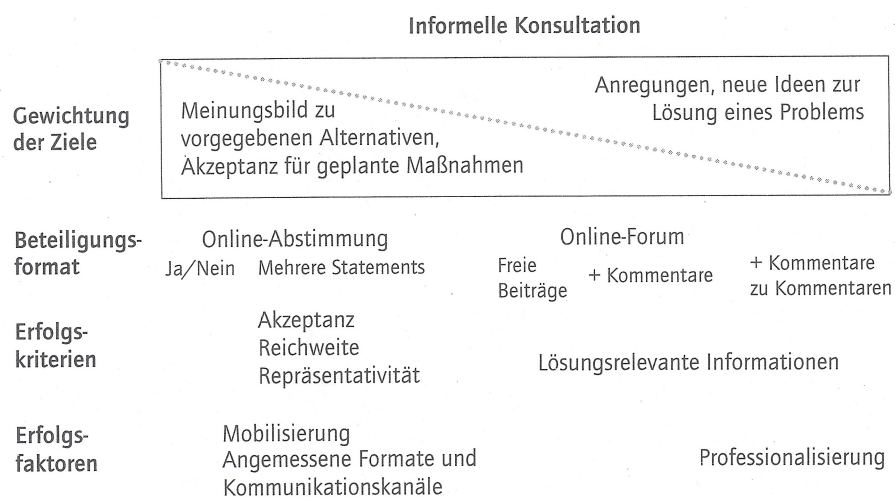 Informelle Konsultation
Gewichtung
der Ziele
Meinungsbild zu
vorgegebenen Alternativen,
Akzeptanz für geplante Maßnahmen
Anregungen, neue Ideen zur
Lösung eines Problems
Beteiligungs-
format
Online-Abstimmung
Ja/Nein Mehrere Statements
Online-Forum
Freie
Beiträge
+ Kommentare
+ Kommentare
zu Kommentaren
Erfolgs-
kriterien
Akzeptanz
Reichweite
Repräsentativität
Lösungsrelevante Informationen
Erfolgs-
faktoren
Mobilisierung
Angemessene Formate und
Kommunikationskanäle
Professionalisierung